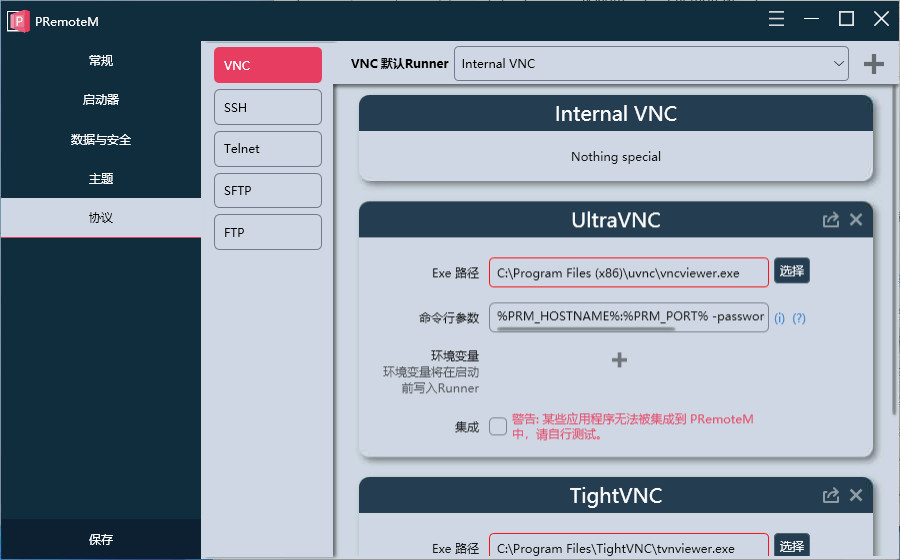 PRemoteM
常规
启动器
数据与安全
主题
协议
保存
VNC
SSH
Telnet
SFTP
FTP
VNC 默认Runner
Internal VNC
Internal VNC
Nothing special
UltraVNC
Exe 路径
C:\Program Files (x86)\uvnc\vncviewer.exe
选择
命令行参数
%PRM_HOSTNAME%:%PRM_PORT% -passwor
(i) (?)
环境变量
环境变量将在启动
前写入Runner
集成
警告: 某些应用程序无法被集成到 PRemoteM
中，请自行测试。
TightVNC
Exe 路径
C:\Program Files\TightVNC\tvnviewer.exe
选择